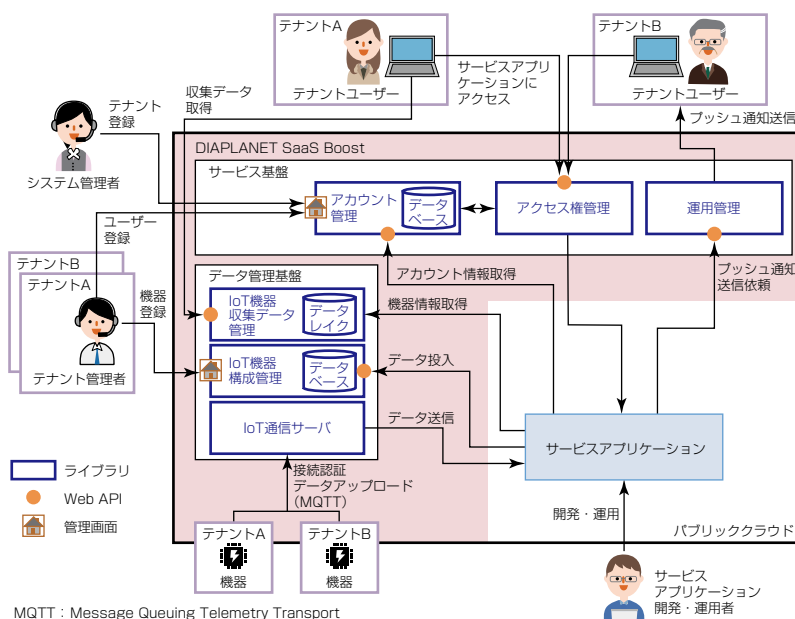 テナントA
テナントユーザー
テナントB
テナントユーザー
収集データ
取得
サービスアプリ
ケーションに
アクセス
プッシュ通知送信
テナント
登録
システム管理者
DIAPLANET SaaS Boost
サービス基盤
アカウント
管理
データ
ベース
アクセス権管理
運用管理
ユーザー
登録
テナントB
テナントA
テナント管理者
機器
登録
アカウント情報取得
プッシュ通知
送信依頼
データ管理基盤
IoT機器
収集データ
管理
データ
レイク
機器情報取得
IoT機器
構成管理
データ
ベース
データ投入
IoT通信サーバ
データ送信
サービスアプリケーション
ライブラリ
Web API
管理画面
接続認証
データアップロード
(MQTT)
テナントA
機器
テナントB
機器
開発・運用
パブリッククラウド
サービス
アプリケーション
開発・運用者
MQTT：Message Queuing Telemetry Transport